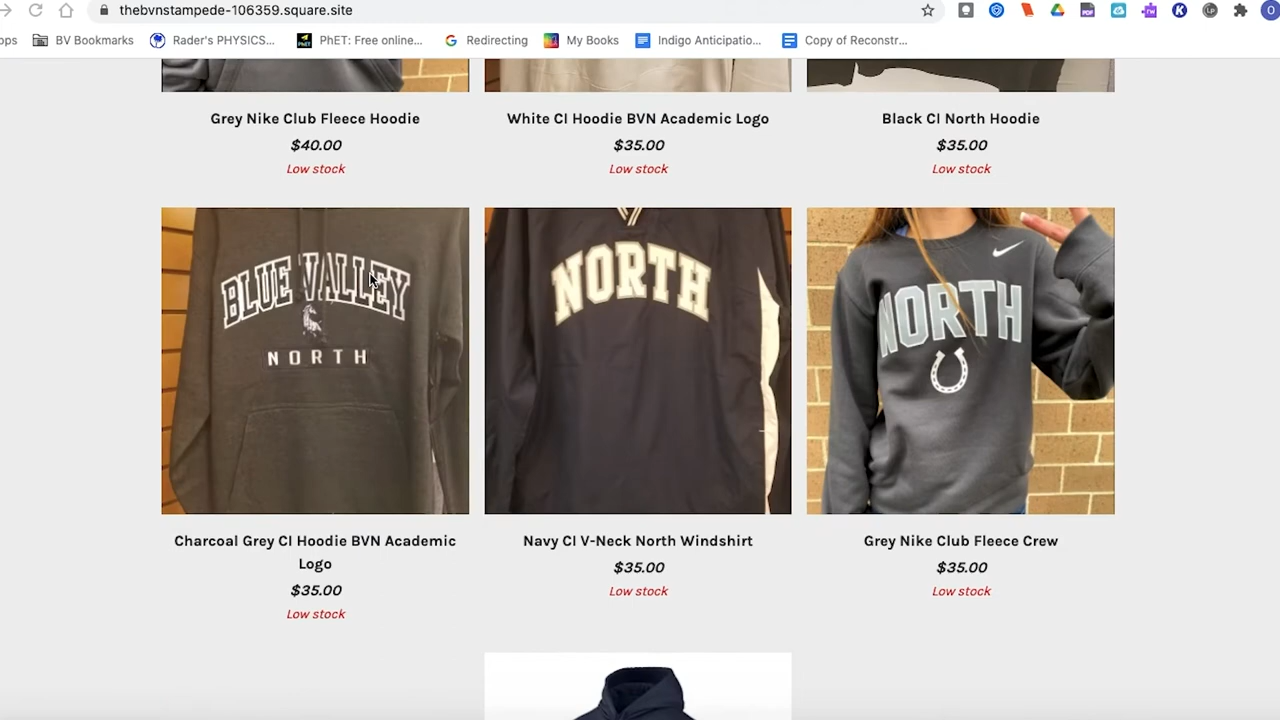 thebvnstampede-106359.square.site
ops BV Bookmarks Rader's PHYSICS... PhET: Free online... Redirecting My Books Indigo Anticipatio... Copy of Reconstr...
Grey Nike Club Fleece Hoodie
$40.00
Low stock
White CI Hoodie BVN Academic Logo
$35.00
Low stock
Black CI North Hoodie
$35.00
Low stock
BLUE VALLEY
NORTH
NORTH
NORTH
Charcoal Grey CI Hoodie BVN Academic
Logo
$35.00
Low stock
Navy CI V-Neck North Windshirt
$35.00
Low stock
Grey Nike Club Fleece Crew
$35.00
Low stock